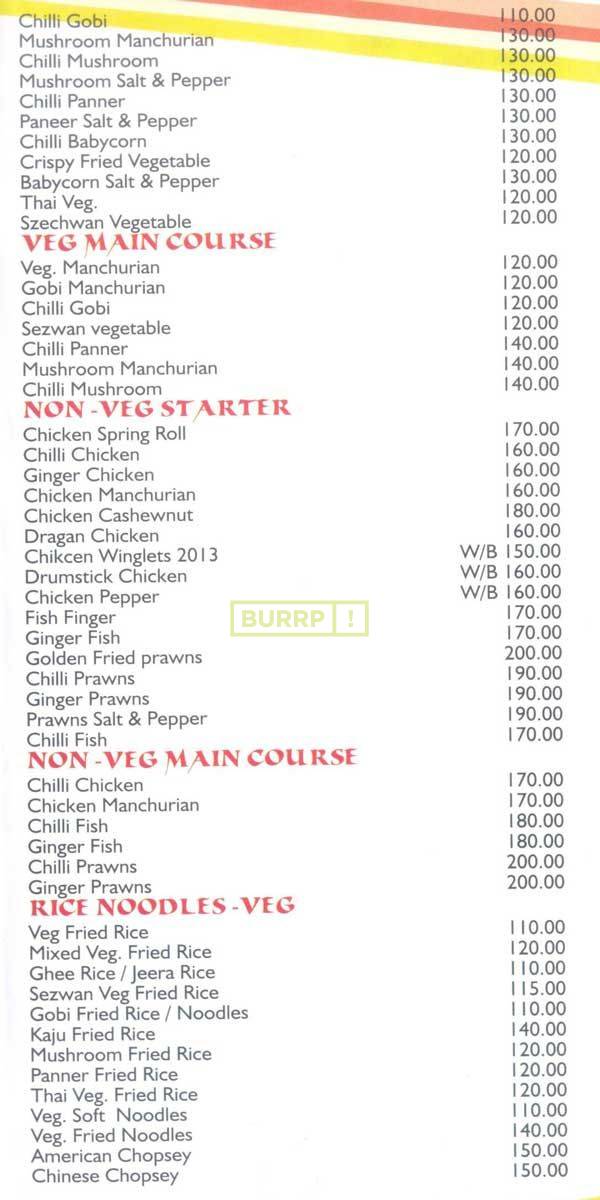 Chilli Gobi 110.00
Mushroom Manchurian 130.00
Chilli Mushroom 130.00
Mushroom Salt & Pepper 130.00
Chilli Panner 130.00
Paneer Salt & Pepper 130.00
Chilli Babycorn 130.00
Crispy Fried Vegetable 120.00
Babycorn Salt & Pepper 130.00
Thai Veg. 120.00
Szechwan Vegetable 120.00
VEG MAIN COURSE
Veg. Manchurian 120.00
Gobi Manchurian 120.00
Chilli Gobi 120.00
Sezwan vegetable 120.00
Chilli Panner 140.00
Mushroom Manchurian 140.00
Chilli Mushroom 140.00
NON -VEG STARTER
Chicken Spring Roll 170.00
Chilli Chicken 160.00
Ginger Chicken 160.00
Chicken Manchurian 160.00
Chicken Cashewnut 180.00
Dragan Chicken 160.00
Chikcen Winglets 2013 W/B 150.00
Drumstick Chicken W/B 160.00
Chicken Pepper W/B 160.00
Fish Finger 170.00
BURRP !
Ginger Fish 170.00
Golden Fried prawns 200.00
Chilli Prawns 190.00
Ginger Prawns 190.00
Prawns Salt & Pepper 190.00
Chilli Fish 170.00
NON -VEG MAIN COURSE
Chilli Chicken 170.00
Chicken Manchurian 170.00
Chilli Fish 180.00
Ginger Fish 180.00
Chilli Prawns 200.00
Ginger Prawns 200.00
RICE NOODLES -VEG
Veg Fried Rice 110.00
Mixed Veg. Fried Rice 120.00
Ghee Rice / Jeera Rice 110.00
Sezwan Veg Fried Rice 115.00
Gobi Fried Rice / Noodles 110.00
Kaju Fried Rice 140.00
Mushroom Fried Rice 120.00
Panner Fried Rice 120.00
Thai Veg. Fried Rice 120.00
Veg. Soft Noodles 110.00
Veg. Fried Noodles 140.00
American Chopsey 150.00
Chinese Chopsey 150.00